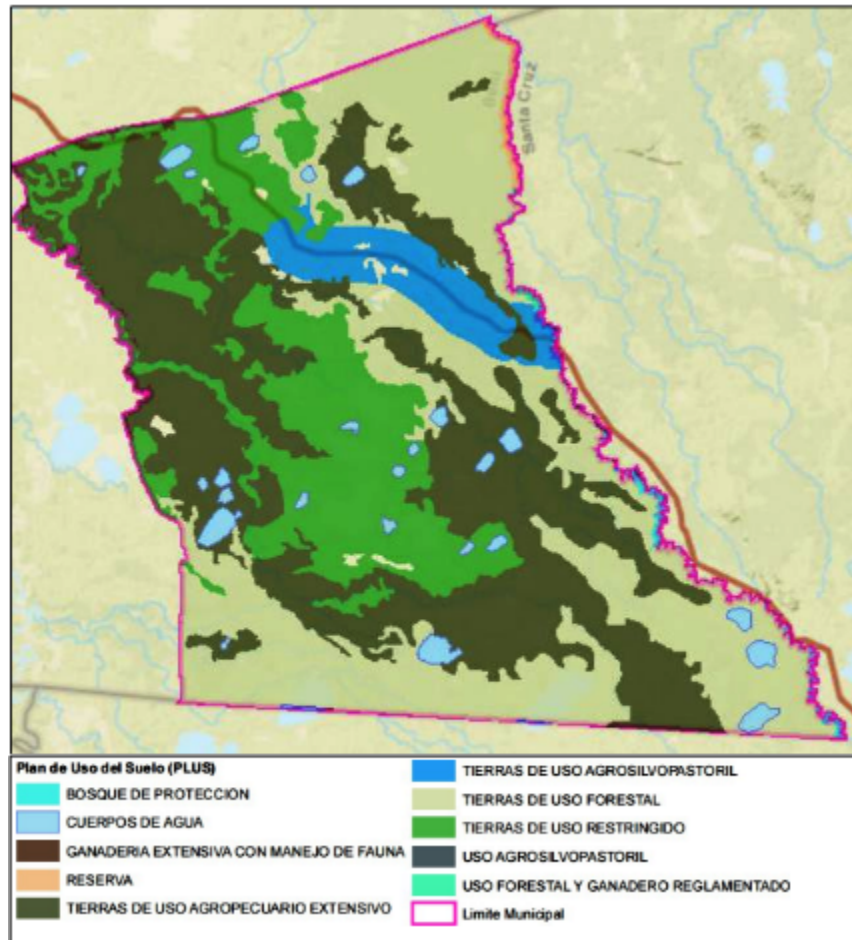 Santa Cruz
Plan de Uso del Suelo (PLUS)
BOSQUE DE PROTECCION
CUERPOS DE AGUA
GANADERIA EXTENSIVA CON MANEJO DE FAUNA
RESERVA
TIERRAS DE USO AGROPECUARIO EXTENSIVO
TIERRAS DE USO AGROSILVOPASTORIL
TIERRAS DE USO FORESTAL
TIERRAS DE USO RESTRINGIDO
USO AGROSILVOPASTORIL
USO FORESTAL Y GANADERO REGLAMENTADO
Limite Municipal